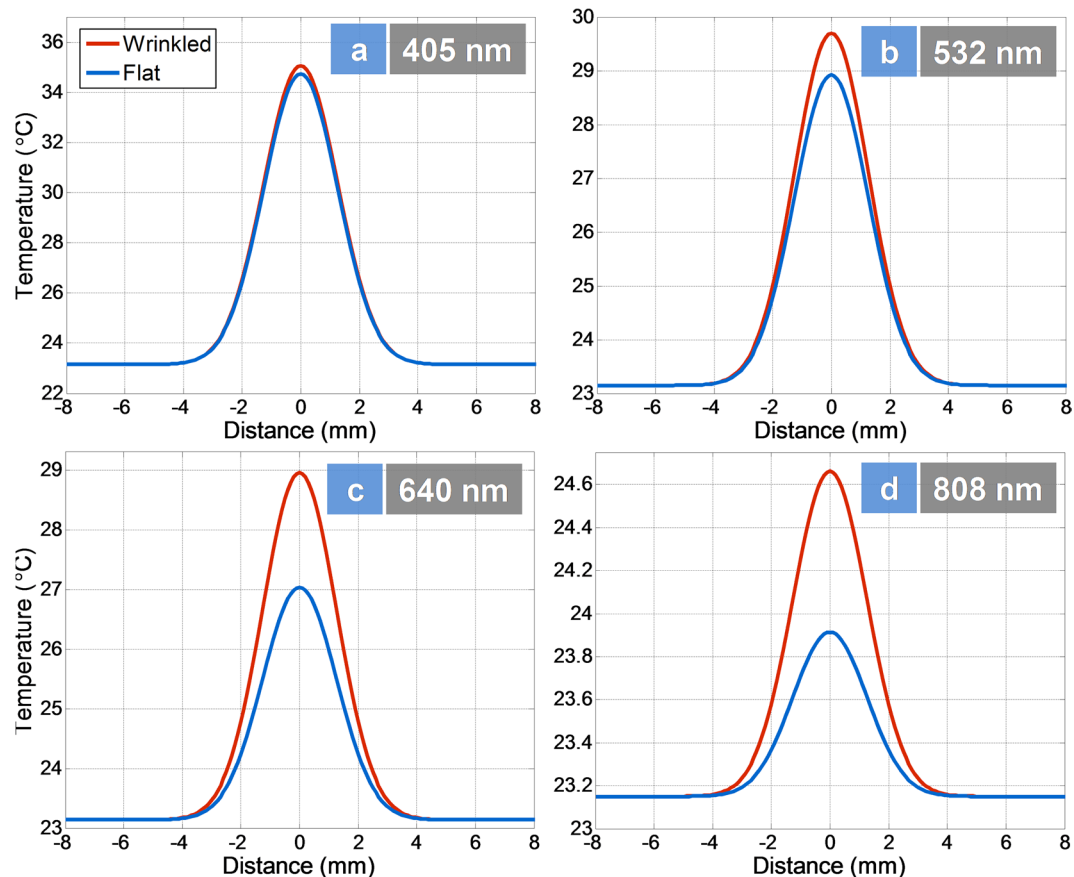 Wrinkled
Flat
a 405 nm
36
34
32
30
28
26
24
22
Temperature (°C)
-8 -6 -4 -2 0 2 4 6 8
Distance (mm)
b 532 nm
30
29
28
27
26
25
24
23
-8 -6 -4 -2 0 2 4 6 8
Distance (mm)
c 640 nm
29
28
27
26
25
24
23
Temperature (°C)
-8 -6 -4 -2 0 2 4 6 8
Distance (mm)
d 808 nm
24.6
24.4
24.2
24
23.8
23.6
23.4
23.2
23
-8 -6 -4 -2 0 2 4 6 8
Distance (mm)